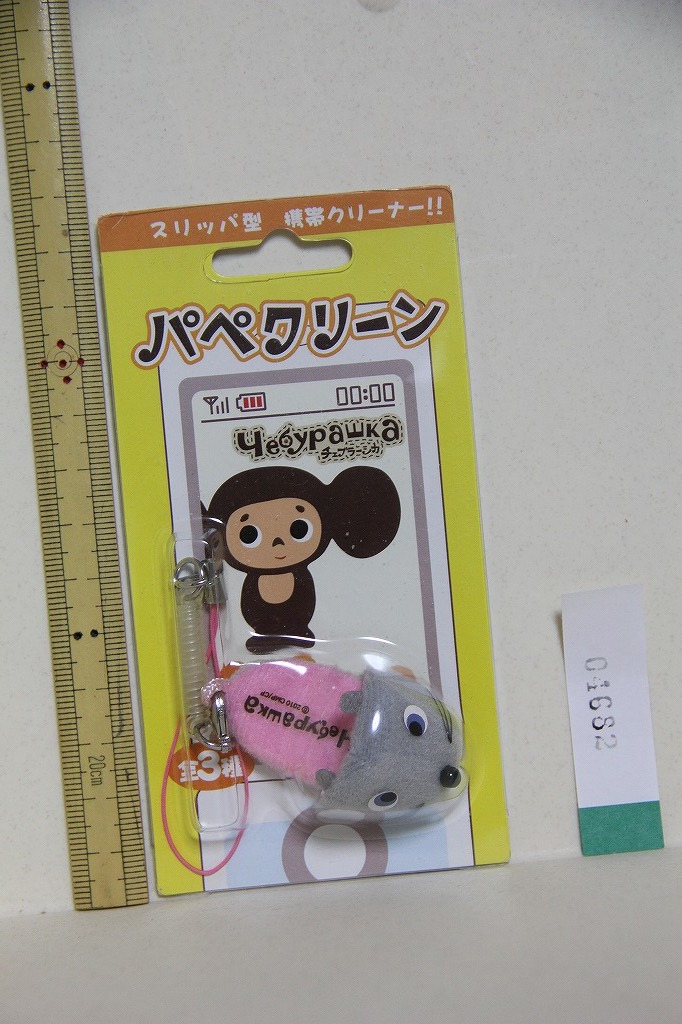 スリッパ型 携帯クリーナー!!
パペクリーン
00:00
Чебурашка
チェブラーシカ
Чебурашка
©2010 CMP/CP
全3種
20cm
04682